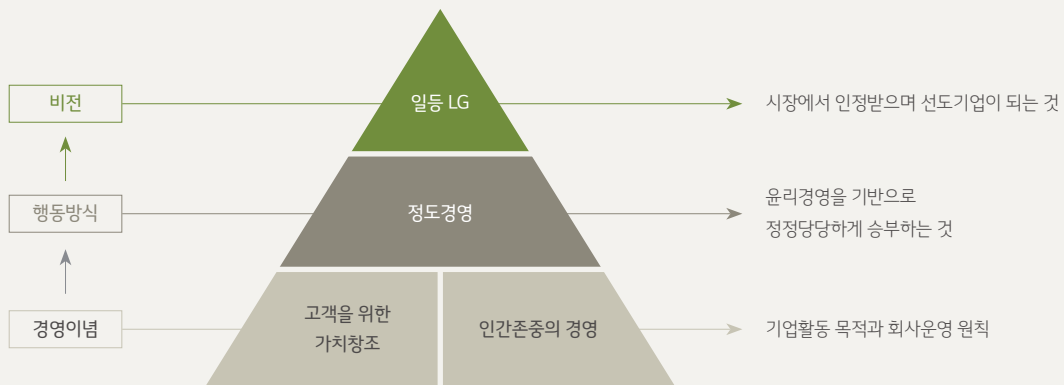 비전
일등 LG
시장에서 인정받으며 선도기업이 되는 것
행동방식
정도경영
윤리경영을 기반으로
정정당당하게 승부하는 것
경영이념
고객을 위한
가치창조
인간존중의 경영
기업활동 목적과 회사운영 원칙